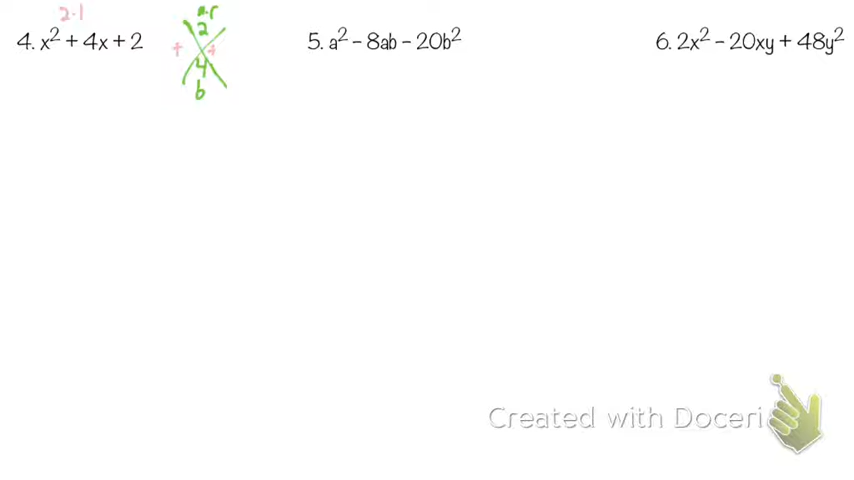 2·1
a·c
2
4. x² + 4x + 2
+ +
4
b
5. a² – 8ab – 20b²
6. 2x² – 20xy + 48y²
Created with Doceri